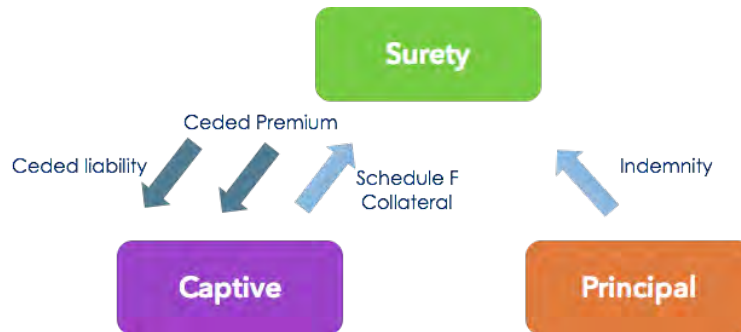 Surety
Ceded Premium
Ceded liability
Schedule F
Collateral
Indemnity
Captive
Principal